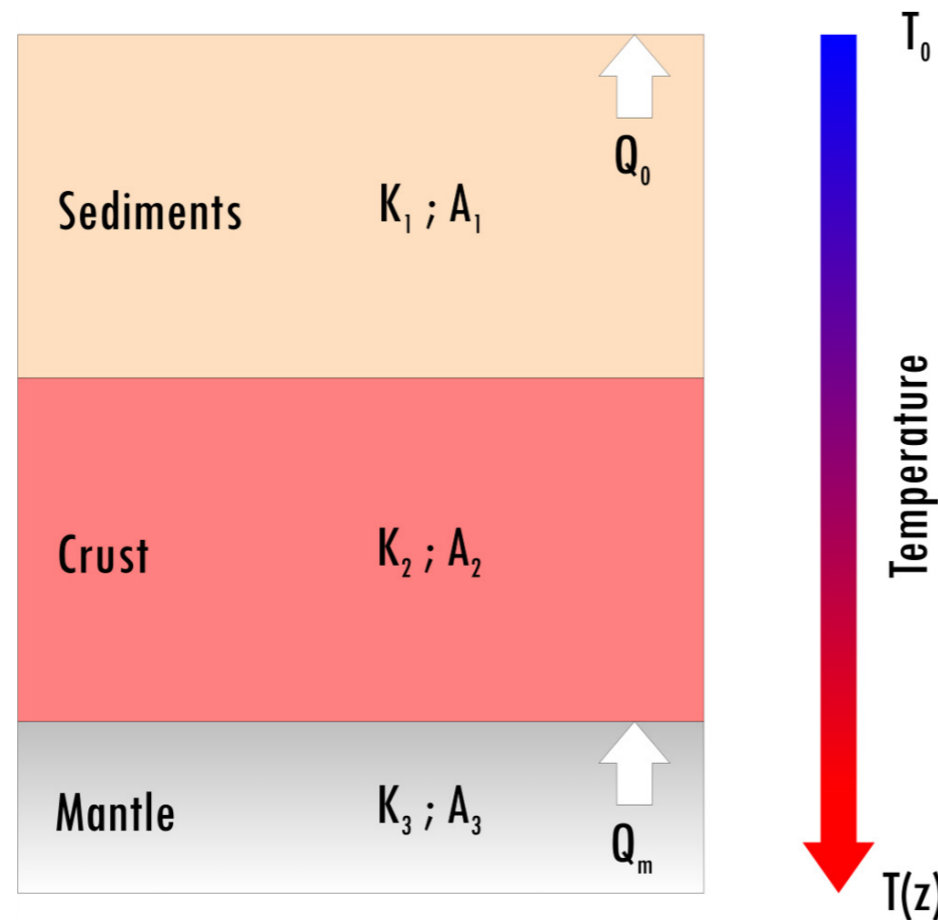 T₀
Q₀
Sediments K₁ ; A₁
Temperature
Crust K₂ ; A₂
Mantle K₃ ; A₃
Qₘ
T(z)